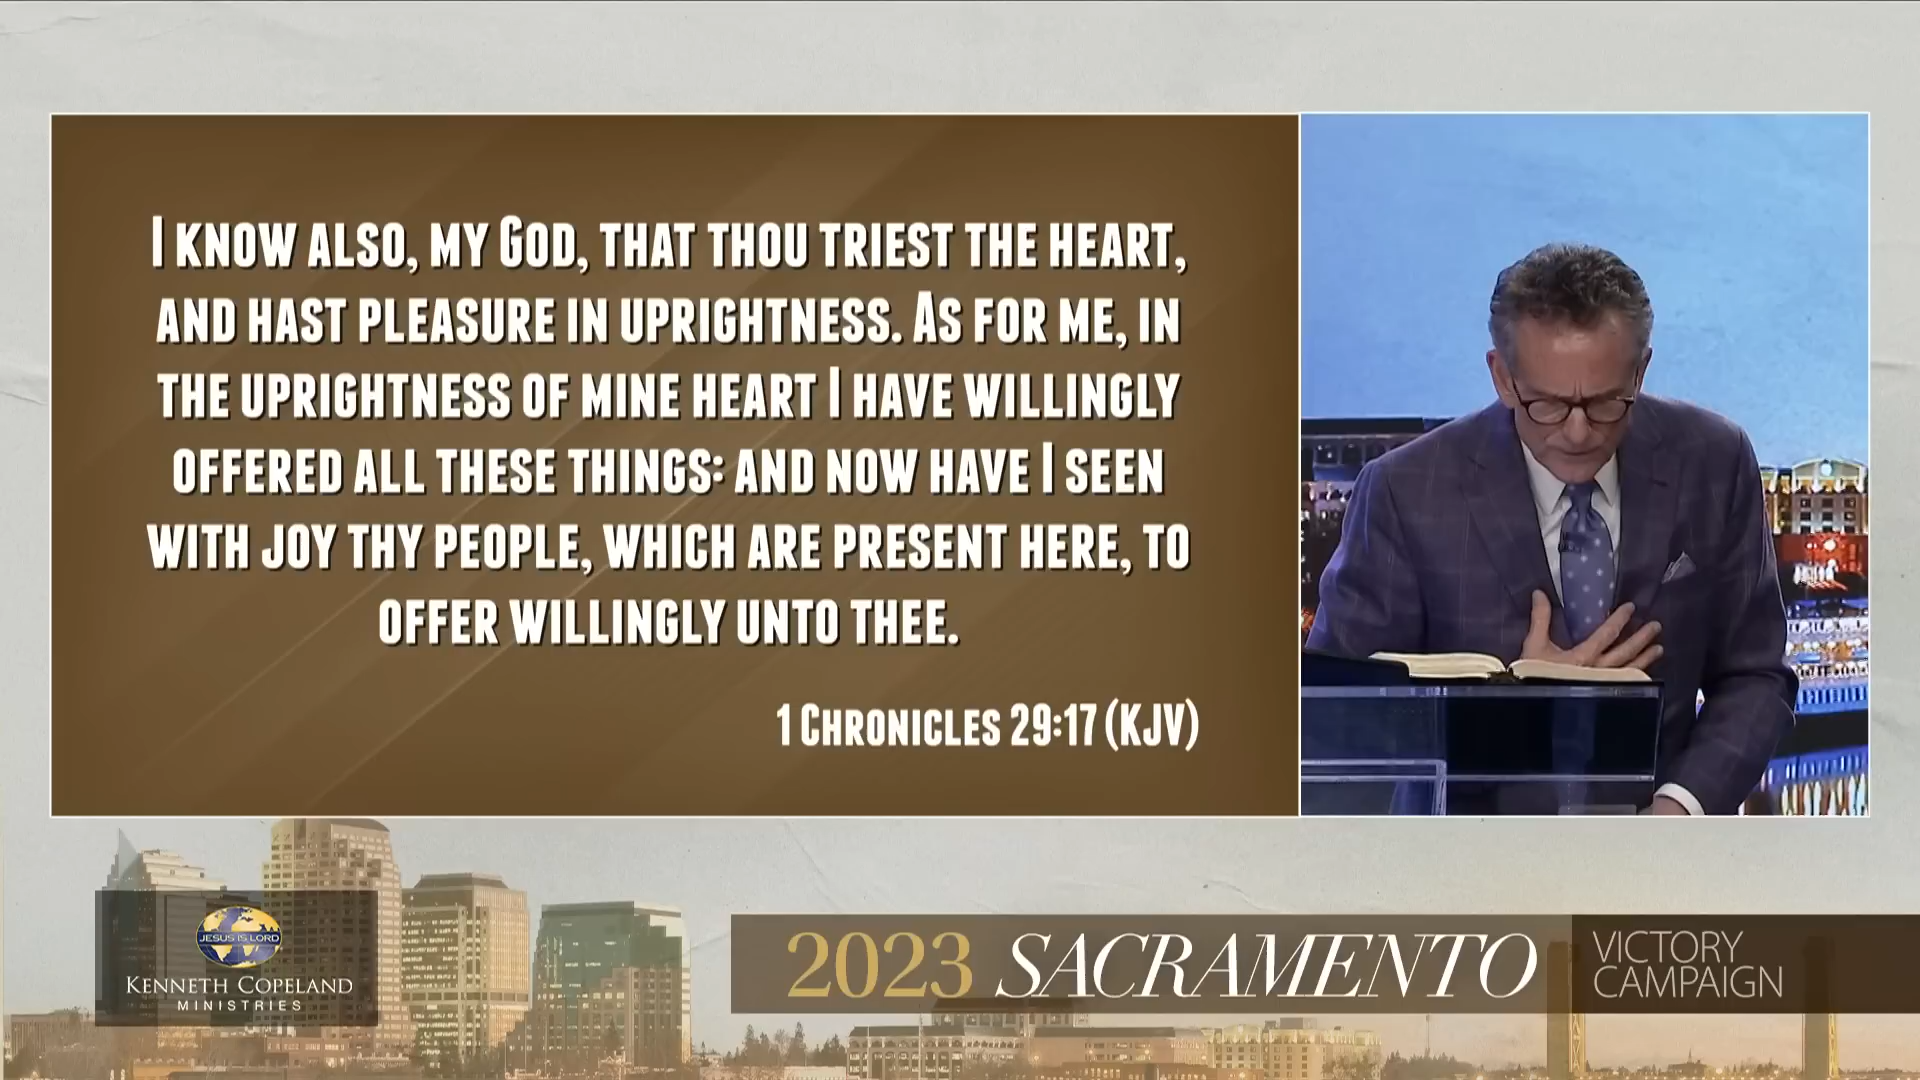 I know also, my God, that thou triest the heart,
and hast pleasure in uprightness. As for me, in
the uprightness of mine heart I have willingly
offered all these things: and now have I seen
with joy thy people, which are present here, to
offer willingly unto thee.
1 Chronicles 29:17 (KJV)
JESUS IS LORD
Kenneth Copeland
MINISTRIES
2023 SACRAMENTO
VICTORY
CAMPAIGN